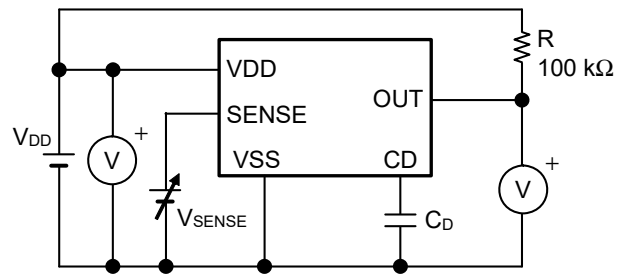 R
100 kΩ
VDD
OUT
SENSE
VDD
+
V
VSS
CD
+
V
VSENSE
CD